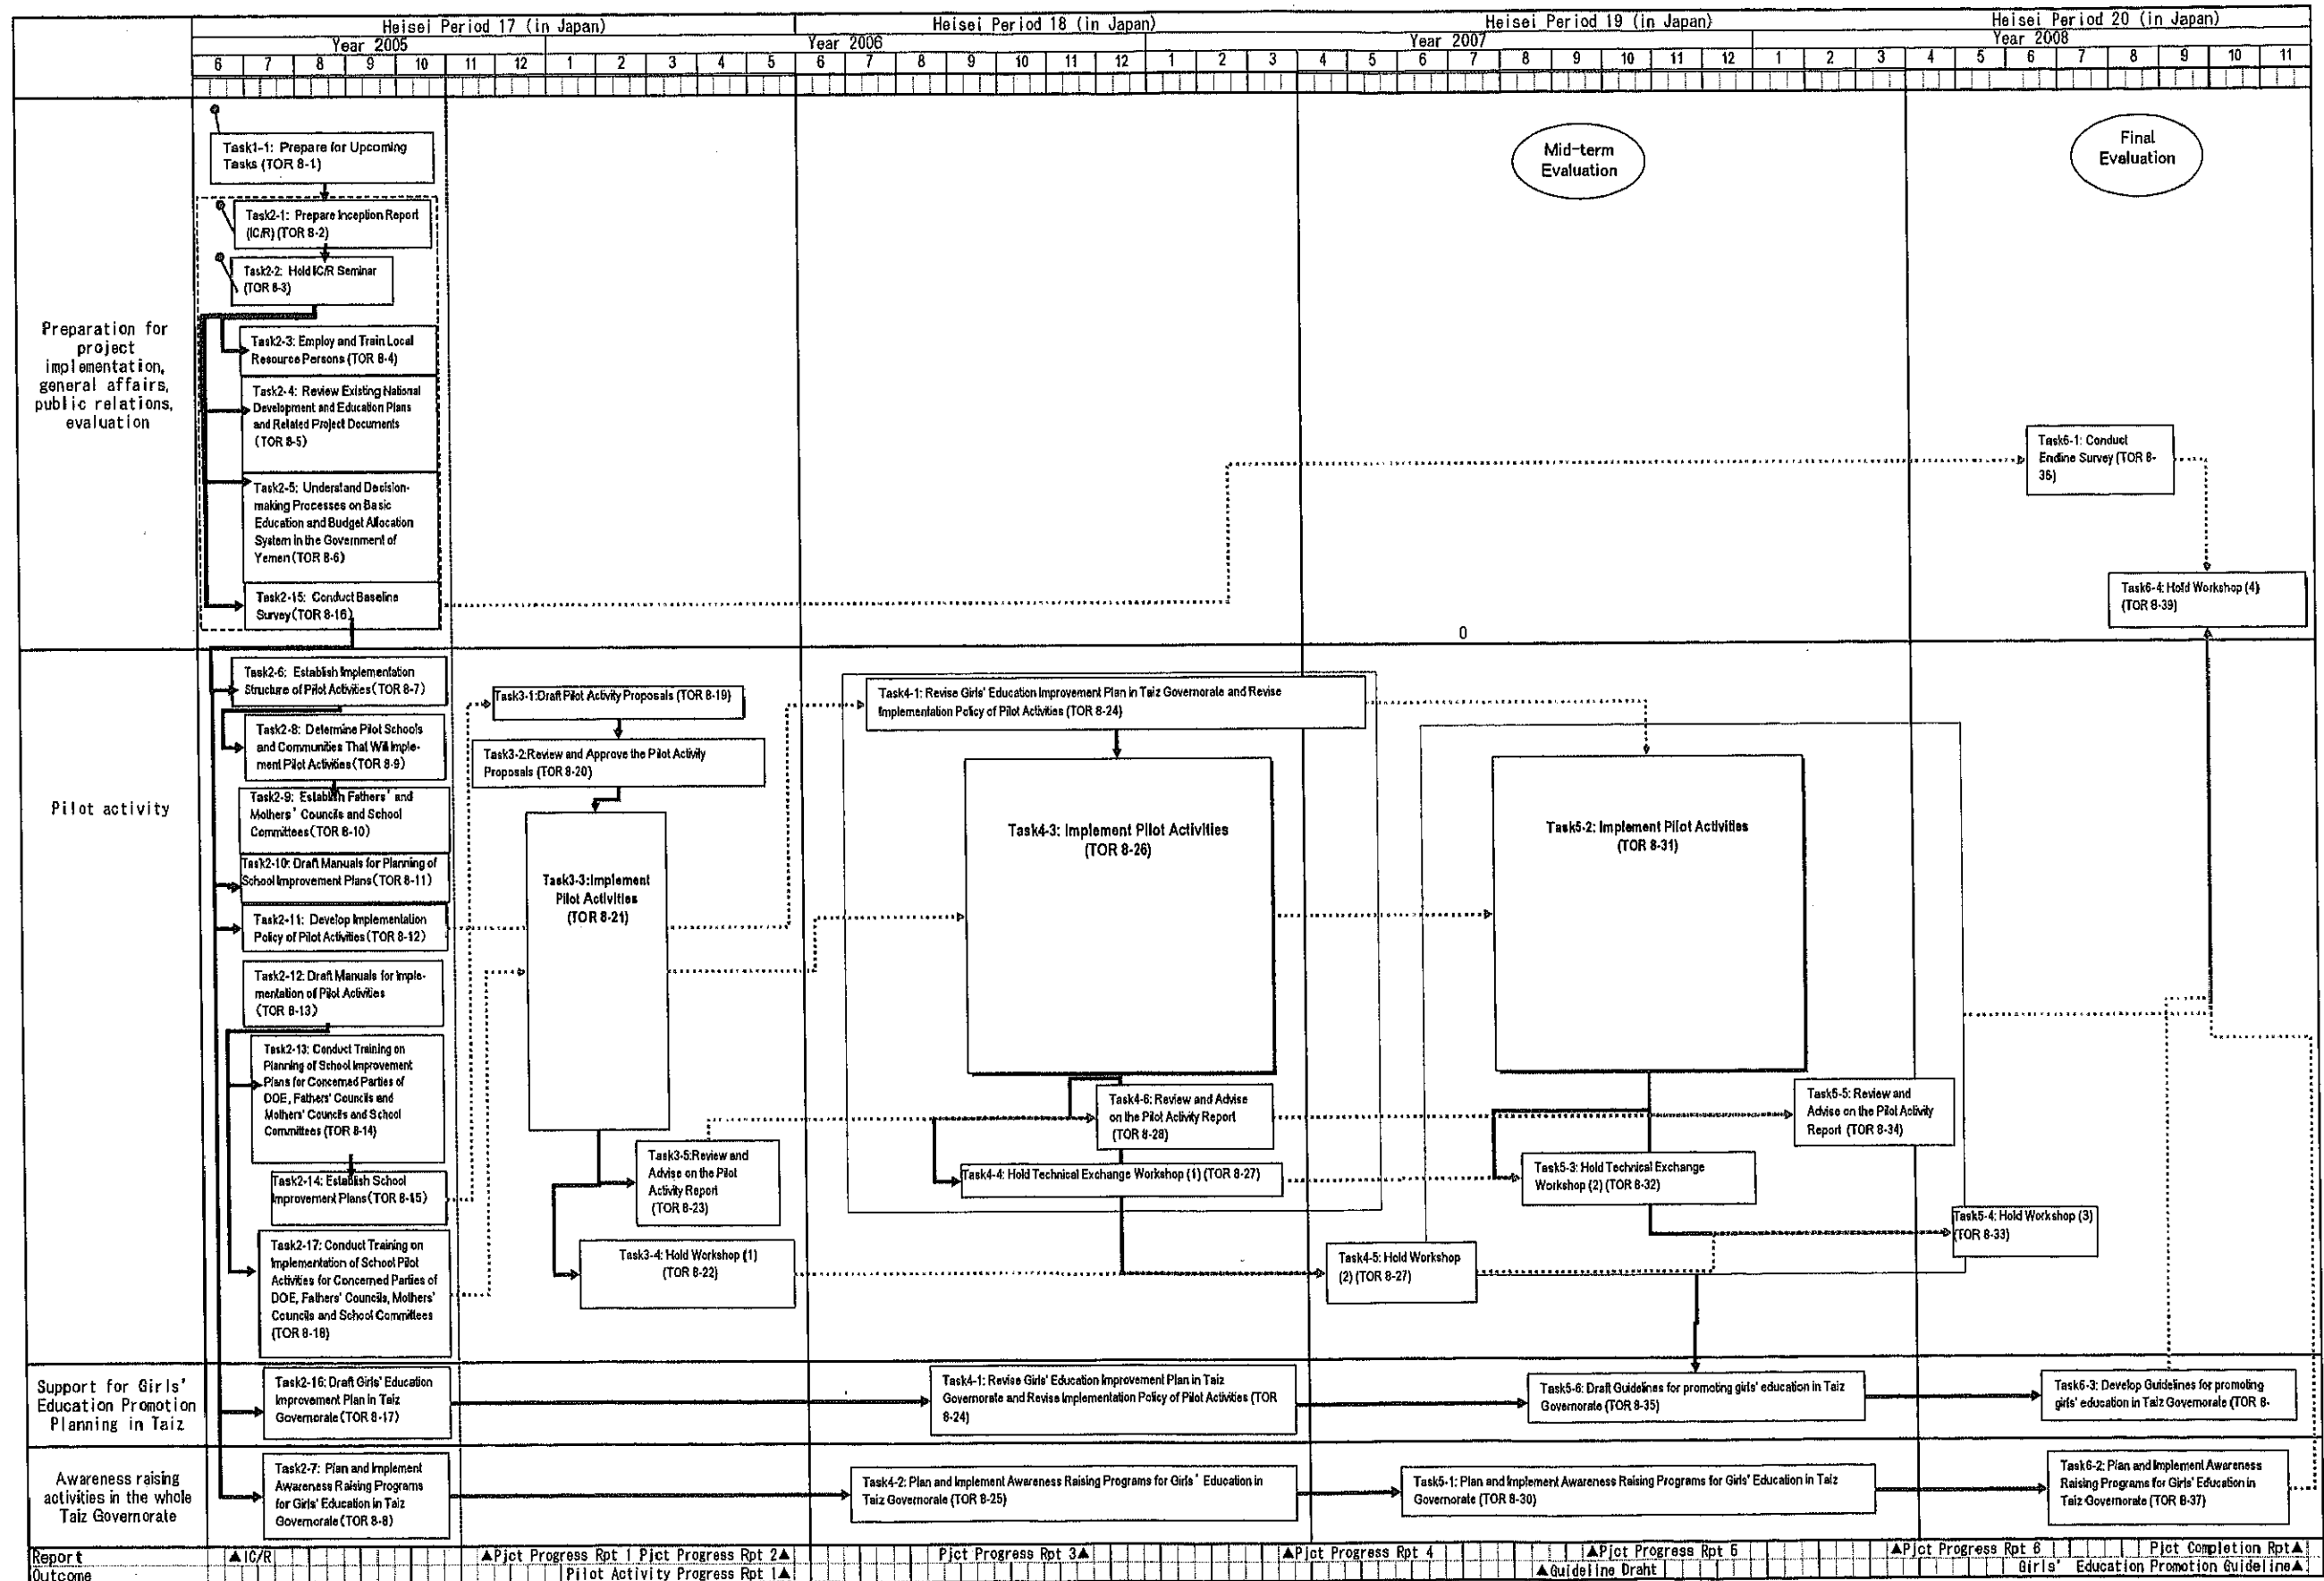 Heisei Period 17 (in Japan)
Heisei Period 18 (in Japan)
Heisei Period 19 (in Japan)
Heisei Period 20 (in Japan)
Year 2005
Year 2006
Year 2007
Year 2008
6 7 8 9 10 11 12 1 2 3 4 5 6 7 8 9 10 11 12 1 2 3 4 5 6 7 8 9 10 11 12 1 2 3 4 5 6 7 8 9 10 11
Preparation for
project
implementation,
general affairs,
public relations,
evaluation
Task1-1: Prepare for Upcoming
Tasks (TOR 8-1)
Task2-1: Prepare Inception Report
(IC/R) (TOR 8-2)
Task2-2: Hold IC/R Seminar
(TOR 8-3)
Task2-3: Employ and Train Local
Resource Persons (TOR 8-4)
Task2-4: Review Existing National
Development and Education Plans
and Related Project Documents
(TOR 8-5)
Task2-5: Understand Decision-
making Processes on Basic
Education and Budget Allocation
System in the Government of
Yemen (TOR 8-6)
Task2-15: Conduct Baseline
Survey (TOR 8-16)
Mid-term
Evaluation
Final
Evaluation
Task6-1: Conduct
Endine Survey (TOR 8-
36)
Task6-4: Hold Workshop (4)
(TOR 8-39)
0
Pilot activity
Task2-6: Establish Implementation
Structure of Pilot Activities (TOR 8-7)
Task2-8: Determine Pilot Schools
and Communities That Will Imple-
ment Pilot Activities (TOR 8-9)
Task2-9: Establish Fathers' and
Mothers' Councils and School
Committees (TOR 8-10)
Task2-10: Draft Manuals for Planning of
School Improvement Plans (TOR 8-11)
Task2-11: Develop Implementation
Policy of Pilot Activities (TOR 8-12)
Task2-12: Draft Manuals for Imple-
mentation of Pilot Activities
(TOR 8-13)
Task2-13: Conduct Training on
Planning of School Improvement
Plans for Concerned Parties of
DOE, Fathers' Councils and
Mothers' Councils and School
Committees (TOR 8-14)
Task2-14: Establish School
Improvement Plans (TOR 8-15)
Task2-17: Conduct Training on
Implementation of School Pilot
Activities for Concerned Parties of
DOE, Fathers' Councils, Mothers'
Councils and School Committees
(TOR 8-18)
Task3-1:Draft Pilot Activity Proposals (TOR 8-19)
Task3-2:Review and Approve the Pilot Activity
Proposals (TOR 8-20)
Task3-3:Implement
Pilot Activities
(TOR 8-21)
Task3-5:Review and
Advise on the Pilot
Activity Report
(TOR 8-23)
Task3-4: Hold Workshop (1)
(TOR 8-22)
Task4-1: Revise Girls' Education Improvement Plan in Taiz Governorate and Revise
Implementation Policy of Pilot Activities (TOR 8-24)
Task4-3: Implement Pilot Activities
(TOR 8-26)
Task4-6: Review and Advise
on the Pilot Activity Report
(TOR 8-28)
Task4-4: Hold Technical Exchange Workshop (1) (TOR 8-27)
Task4-5: Hold Workshop
(2) (TOR 8-27)
Task5-2: Implement Pilot Activities
(TOR 8-31)
Task5-5: Review and
Advise on the Pilot Activity
Report (TOR 8-34)
Task5-3: Hold Technical Exchange
Workshop (2) (TOR 8-32)
Task5-4: Hold Workshop (3)
(TOR 8-33)
Support for Girls'
Education Promotion
Planning in Taiz
Task2-16: Draft Girls' Education
Improvement Plan in Taiz
Governorate (TOR 8-17)
Task4-1: Revise Girls' Education Improvement Plan in Taiz
Governorate and Revise Implementation Policy of Pilot Activities (TOR
8-24)
Task5-6: Draft Guidelines for promoting girls' education in Taiz
Governorate (TOR 8-35)
Task6-3: Develop Guidelines for promoting
girls' education in Taiz Governorate (TOR 8-
Awareness raising
activities in the whole
Taiz Governorate
Task2-7: Plan and Implement
Awareness Raising Programs
for Girls' Education in Taiz
Governorate (TOR 8-8)
Task4-2: Plan and Implement Awareness Raising Programs for Girls' Education in
Taiz Governorate (TOR 8-25)
Task5-1: Plan and Implement Awareness Raising Programs for Girls' Education in Taiz
Governorate (TOR 8-30)
Task6-2: Plan and Implement Awareness
Raising Programs for Girls' Education in
Taiz Governorate (TOR 8-37)
Report
▲IC/R ▲Pjct Progress Rpt 1 Pjct Progress Rpt 2▲ Pjct Progress Rpt 3▲ ▲Pjct Progress Rpt 4 ▲Pjct Progress Rpt 5 ▲Pjct Progress Rpt 6 Pjct Completion Rpt▲
Outcome
Pilot Activity Progress Rpt 1▲ ▲Guideline Draht Girls' Education Promotion Guideline▲